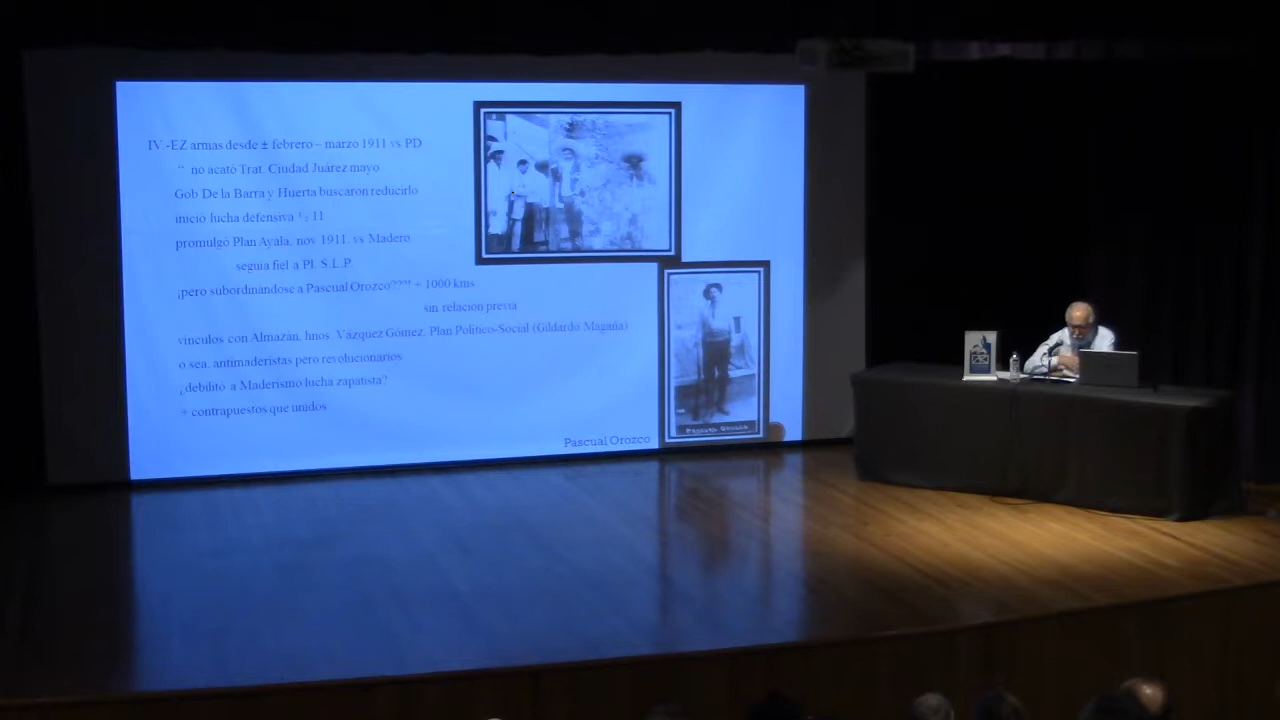 IV.-EZ armas desde ± febrero – marzo 1911 vs. PD
“ no acató Trat. Ciudad Juárez mayo
Gob De la Barra y Huerta buscaron reducirlo
inició lucha defensiva ½ 11
promulgó Plan Ayala, nov. 1911. vs Madero
seguía fiel a Pl. S.L.P.
¡pero subordinándose a Pascual Orozco??!! + 1000 kms
sin relación previa
vínculos con Almazán, hnos. Vázquez Gómez. Plan Político-Social (Gildardo Magaña)
o sea, antimaderistas pero revolucionarios
¿debilitó a Maderismo lucha zapatista?
+ contrapuestos que unidos
PASCUAL OROZCO
Pascual Orozco